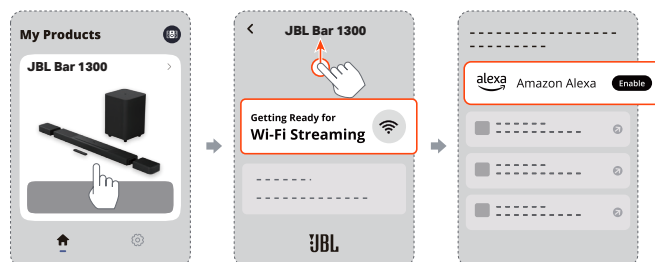 My Products
JBL Bar 1300
JBL Bar 1300
Getting Ready for
Wi-Fi Streaming
JBL
alexa
Amazon Alexa
Enable